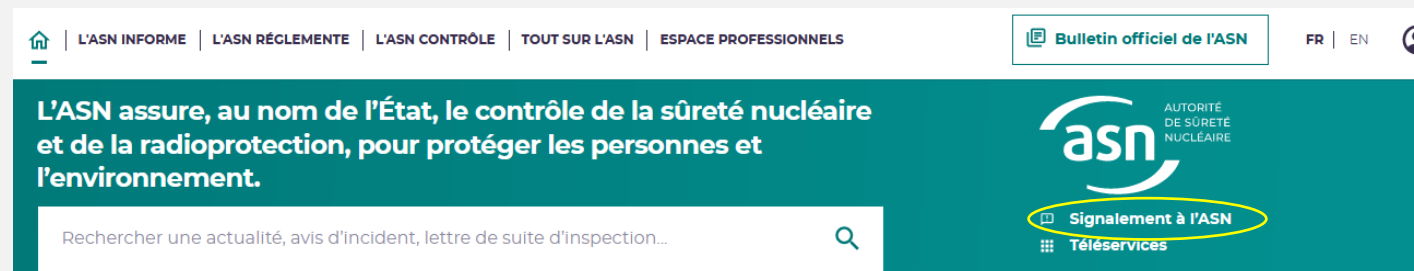 L'ASN INFORME | L'ASN RÉGLEMENTE | L'ASN CONTRÔLE | TOUT SUR L'ASN | ESPACE PROFESSIONNELS
Bulletin officiel de l'ASN
FR | EN
L'ASN assure, au nom de l'État, le contrôle de la sûreté nucléaire
et de la radioprotection, pour protéger les personnes et
l'environnement.
Rechercher une actualité, avis d'incident, lettre de suite d'inspection...
asn
AUTORITÉ
DE SÛRETÉ
NUCLÉAIRE
Signalement à l'ASN
Téléservices